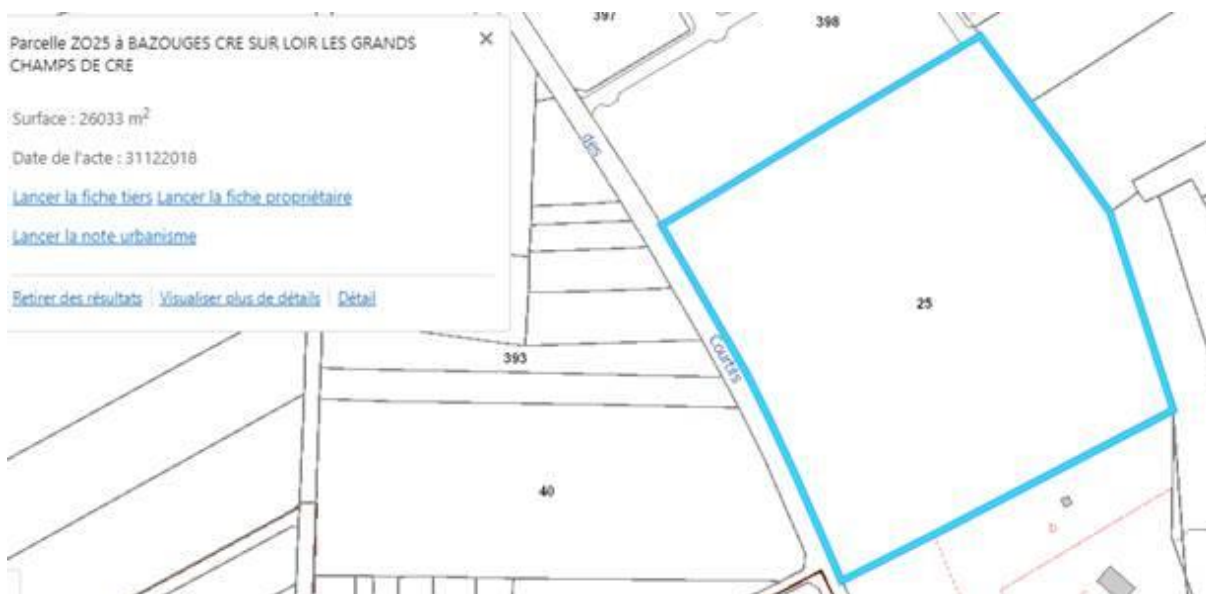 Parcelle ZO25 à BAZOUGES CRE SUR LOIR LES GRANDS
CHAMPS DE CRE
Surface : 26033 m²
Date de l'acte : 31122018
Lancer la fiche tiers Lancer la fiche propriétaire
Lancer la note urbanisme
Retirer des résultats Visualiser plus de détails Détail
397
398
des
25
Courtils
393
40